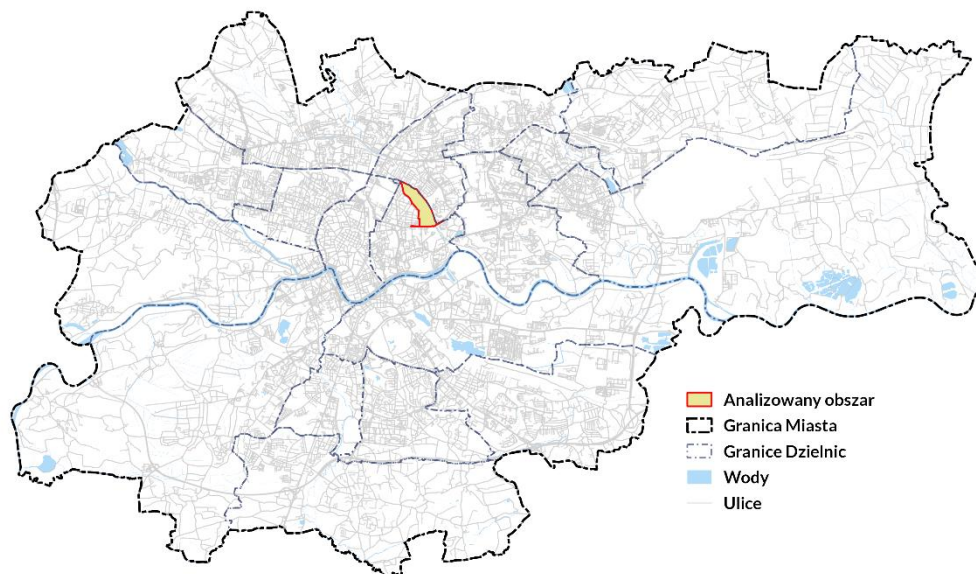 Analizowany obszar
Granica Miasta
Granice Dzielnic
Wody
Ulice